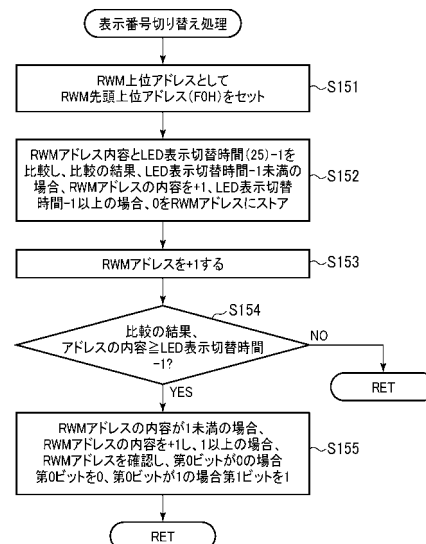 表示番号切り替え処理
RWM上位アドレスとして
RWM先頭上位アドレス(F0H)をセット
S151
RWMアドレス内容とLED表示切替時間(25)-1を
比較し、比較の結果、LED表示切替時間-1未満の
場合、RWMアドレスの内容を+1、LED表示切替
時間-1以上の場合、0をRWMアドレスにストア
S152
RWMアドレスを+1する
S153
S154
比較の結果、
アドレスの内容≧LED表示切替時間
-1?
NO
YES
RET
RWMアドレスの内容が1未満の場合、
RWMアドレスの内容を+1し、1以上の場合、
RWMアドレスを確認し、第0ビットが0の場合
第0ビットを0、第0ビットが1の場合第1ビットを1
S155
RET